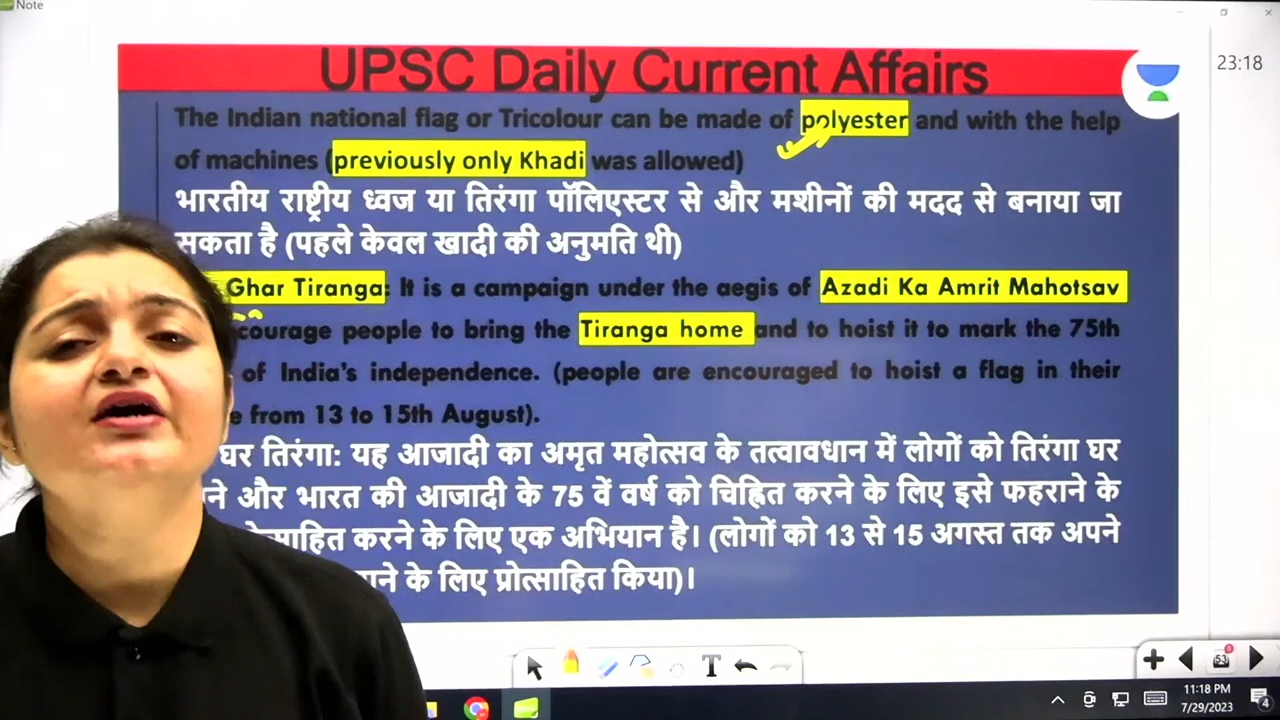 Note
UPSC Daily Current Affairs
23:18
The Indian national flag or Tricolour can be made of polyester and with the help
of machines (previously only Khadi was allowed)
भारतीय राष्ट्रीय ध्वज या तिरंगा पॉलिएस्टर से और मशीनों की मदद से बनाया जा
सकता है (पहले केवल खादी की अनुमति थी)
Ghar Tiranga: It is a campaign under the aegis of Azadi Ka Amrit Mahotsav
courage people to bring the Tiranga home and to hoist it to mark the 75th
of India's independence. (people are encouraged to hoist a flag in their
e from 13 to 15th August).
घर तिरंगा: यह आजादी का अमृत महोत्सव के तत्वावधान में लोगों को तिरंगा घर
ने और भारत की आजादी के 75 वें वर्ष को चिह्नित करने के लिए इसे फहराने के
साहित करने के लिए एक अभियान है। (लोगों को 13 से 15 अगस्त तक अपने
ाने के लिए प्रोत्साहित किया)।
T
53
8
11:18 PM
7/29/2023
4